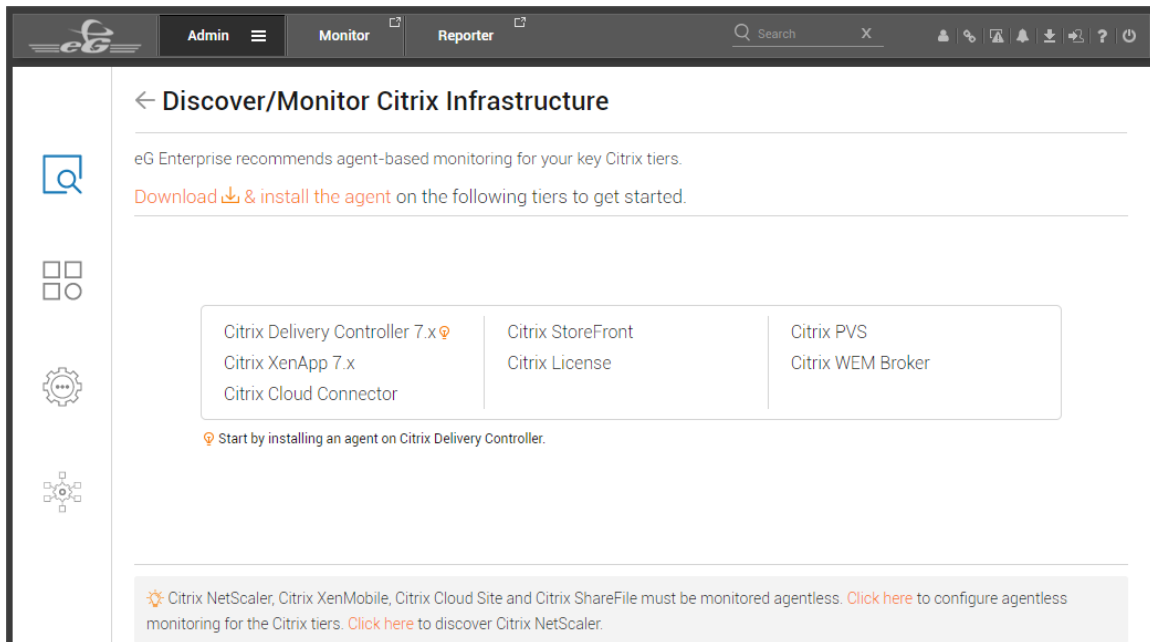 eG
Admin
Monitor
Reporter
Search X
?
Discover/Monitor Citrix Infrastructure
eG Enterprise recommends agent-based monitoring for your key Citrix tiers.
Download & install the agent on the following tiers to get started.
Citrix Delivery Controller 7.x
Citrix XenApp 7.x
Citrix Cloud Connector
Citrix StoreFront
Citrix License
Citrix PVS
Citrix WEM Broker
Start by installing an agent on Citrix Delivery Controller.
Citrix NetScaler, Citrix XenMobile, Citrix Cloud Site and Citrix ShareFile must be monitored agentless. Click here to configure agentless
monitoring for the Citrix tiers. Click here to discover Citrix NetScaler.